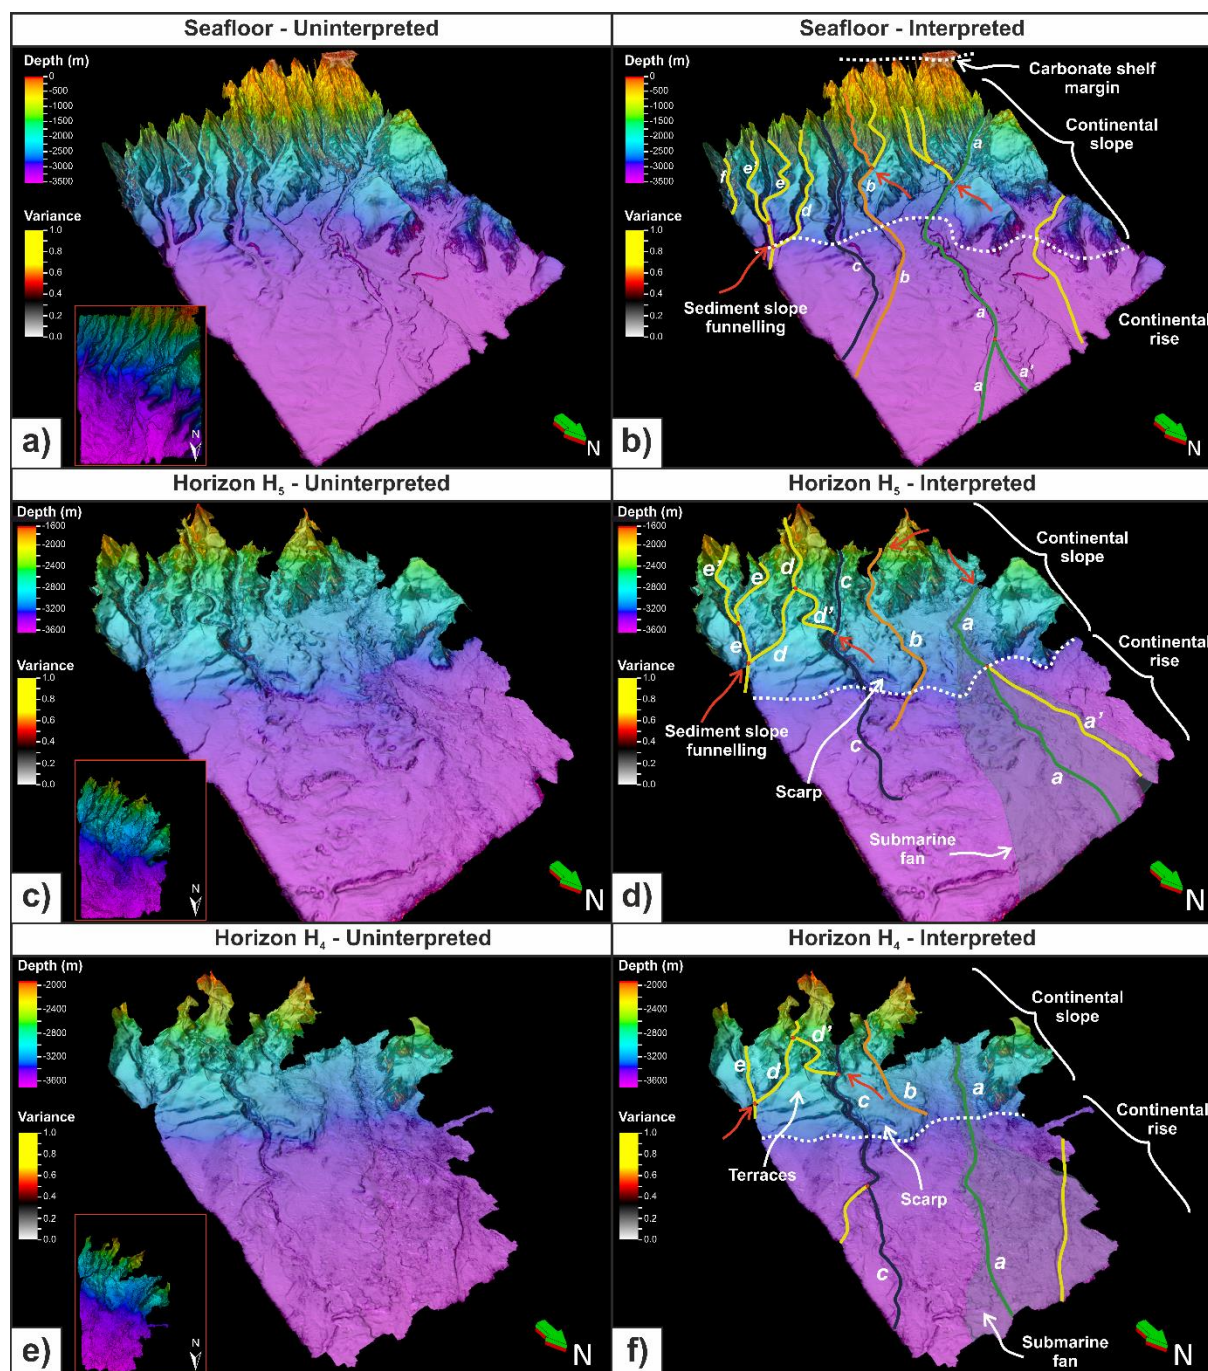 Seafloor - Uninterpreted
Depth (m)
0
-500
-1000
-1500
-2000
-2500
-3000
-3500
Variance
1.0
0.8
0.6
0.4
0.2
0.0
N
N
a)
Seafloor - Interpreted
Depth (m)
0
-500
-1000
-1500
-2000
-2500
-3000
-3500
Variance
1.0
0.8
0.6
0.4
0.2
0.0
Carbonate shelf
margin
Continental
slope
a
f
e'
e
d
b
c
b
a
a
a'
Sediment slope
funnelling
Continental
rise
N
b)
Horizon H₅ - Uninterpreted
Depth (m)
-1600
-2000
-2400
-2800
-3200
-3600
Variance
1.0
0.8
0.6
0.4
0.2
0.0
N
N
c)
Horizon H₅ - Interpreted
Depth (m)
-1600
-2000
-2400
-2800
-3200
-3600
Variance
1.0
0.8
0.6
0.4
0.2
0.0
Continental
slope
Continental
rise
e'
e
d
c
d'
a
b
e
d
a'
c
a
Sediment slope
funnelling
Scarp
Submarine
fan
N
d)
Horizon H₄ - Uninterpreted
Depth (m)
-2000
-2400
-2800
-3200
-3600
Variance
1.0
0.8
0.6
0.4
0.2
0.0
N
N
e)
Horizon H₄ - Interpreted
Depth (m)
-2000
-2400
-2800
-3200
-3600
Variance
1.0
0.8
0.6
0.4
0.2
0.0
Continental
slope
Continental
rise
d'
e
d
c
b
a
Terraces
Scarp
c
a
Submarine
fan
N
f)